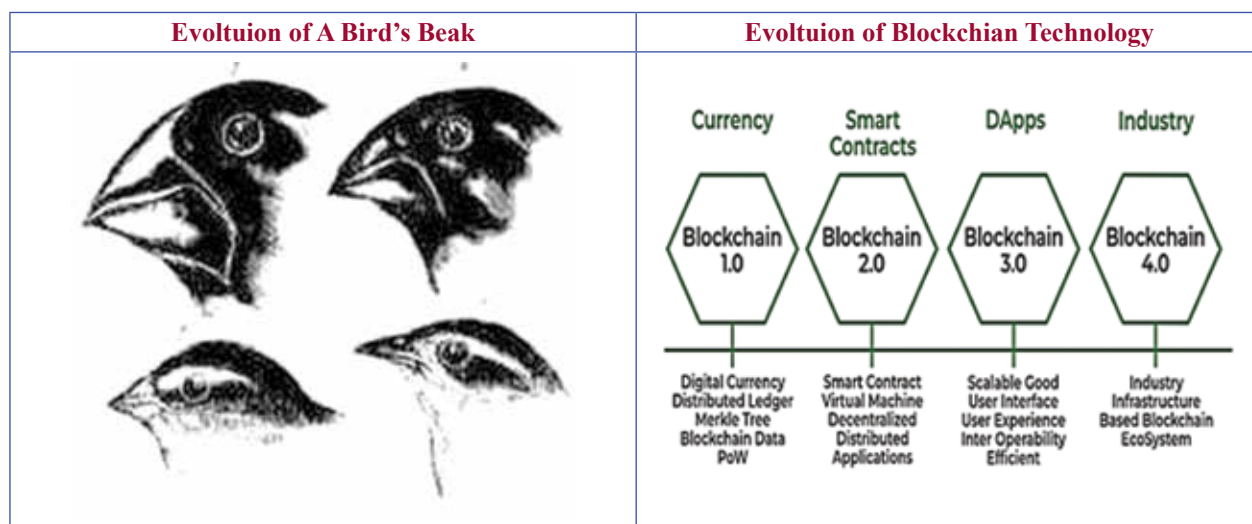 Evoltuion of A Bird's Beak
Evoltuion of Blockchian Technology
Currency
Smart
Contracts
DApps
Industry
Blockchain
1.0
Blockchain
2.0
Blockchain
3.0
Blockchain
4.0
Digital Currency
Distributed Ledger
Merkle Tree
Blockchain Data
PoW
Smart Contract
Virtual Machine
Decentralized
Distributed
Applications
Scalable Good
User Interface
User Experience
Inter Operability
Efficient
Industry
Infrastructure
Based Blockchain
EcoSystem